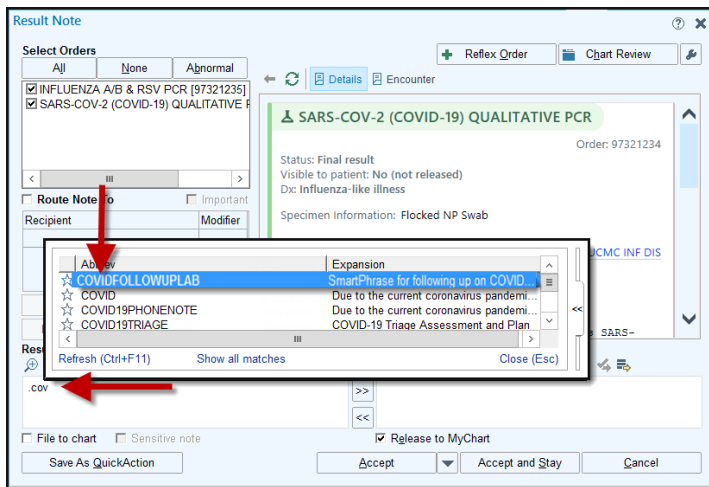 Result Note
Select Orders
All None Abnormal
Reflex Order Chart Review
Details Encounter
INFLUENZA A/B & RSV PCR [97321235]
SARS-COV-2 (COVID-19) QUALITATIVE
SARS-COV-2 (COVID-19) QUALITATIVE PCR
Order: 97321234
Status: Final result
Visible to patient: No (not released)
Dx: Influenza-like illness
Specimen Information: Flocked NP Swab
Route Note To Important
Recipient Modifier
UCMC INF DIS
Expansion
COVIDFOLLOWUPLAB SmartPhrase for following up on COVID...
COVID Due to the current coronavirus pandemi...
COVID19PHONENOTE Due to the current coronavirus pandemi...
COVID19TRIAGE COVID-19 Triage Assessment and Plan
<<
SARS-
Refresh (Ctrl+F11) Show all matches Close (Esc)
.cov
>>
<<
File to chart Sensitive note Release to MyChart
Save As QuickAction Accept Accept and Stay Cancel